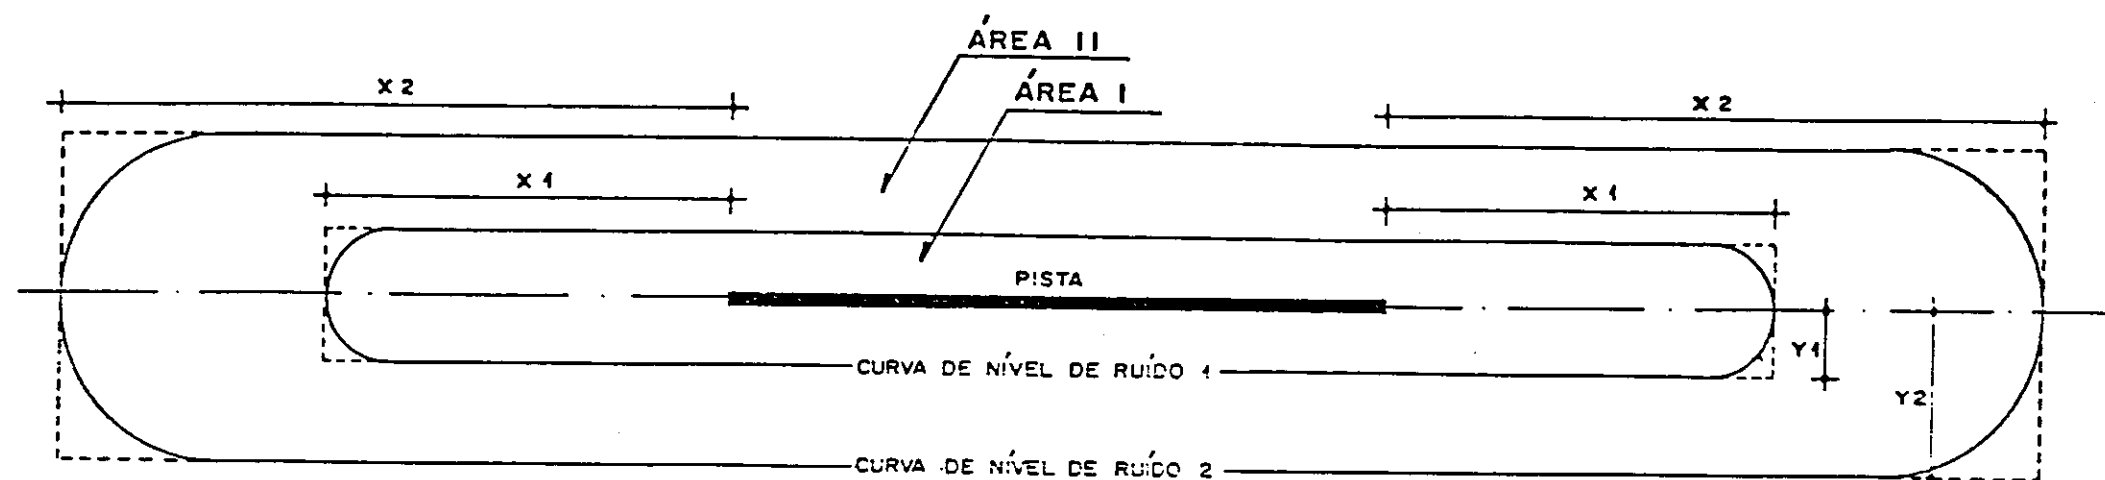 ÁREA II
X 2
ÁREA I
X 2
X 1
X 1
PISTA
CURVA DE NÍVEL DE RUÍDO 1
Y1
Y2
CURVA DE NÍVEL DE RUÍDO 2